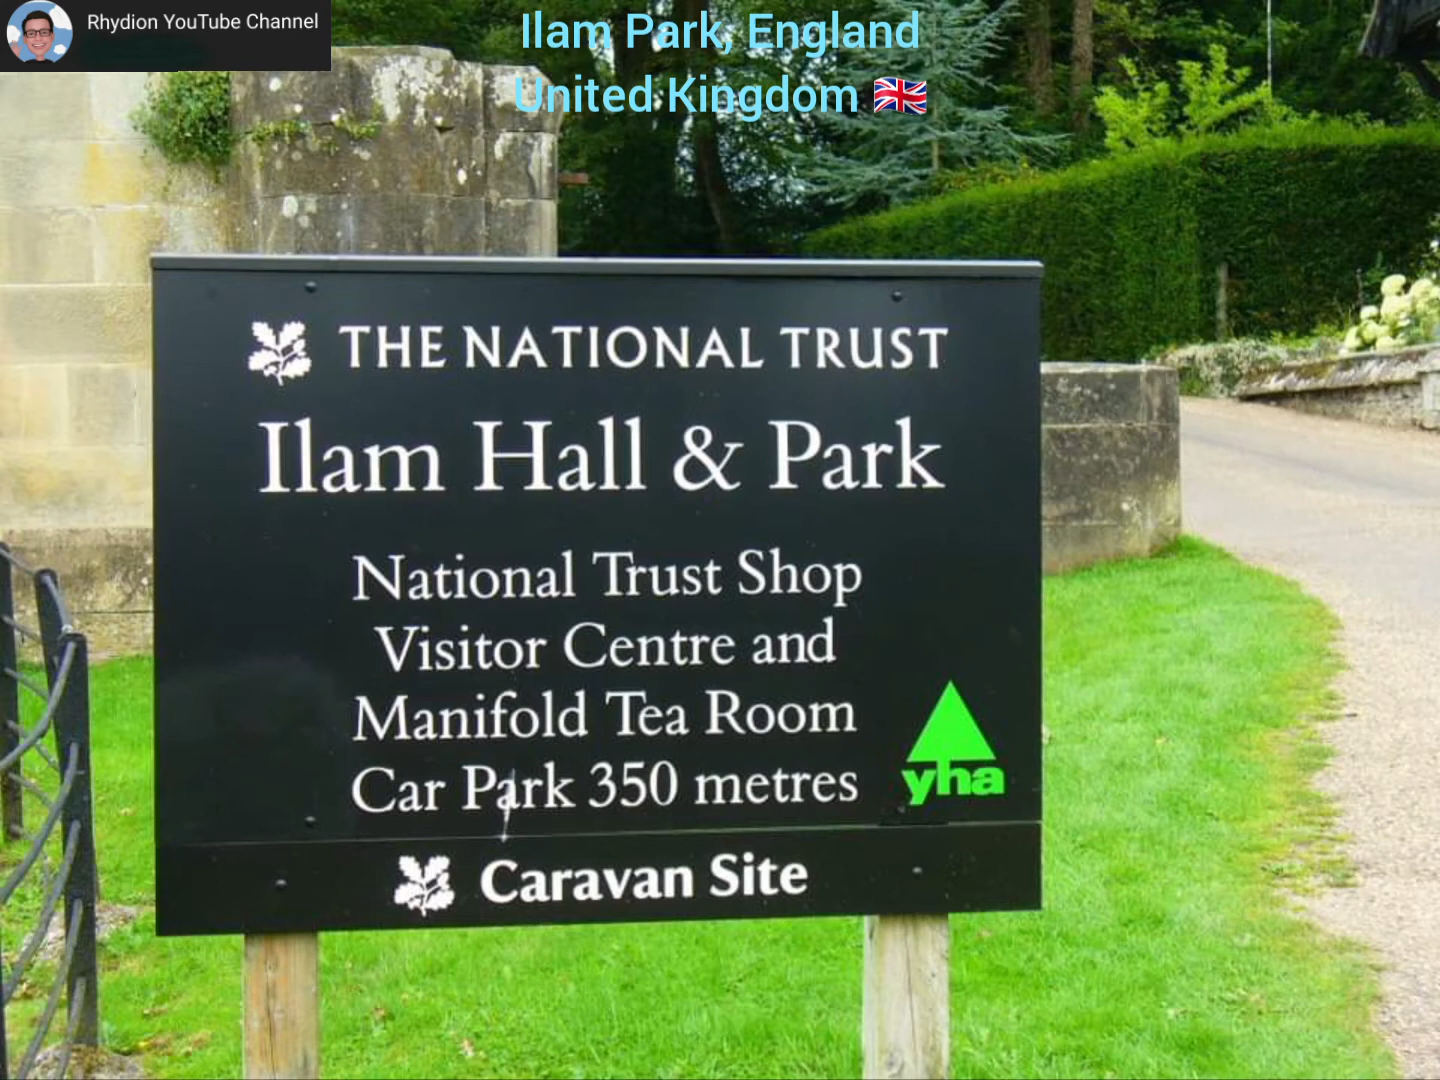 Rhydion YouTube Channel
Ilam Park, England
United Kingdom 🇬🇧
THE NATIONAL TRUST
Ilam Hall & Park
National Trust Shop
Visitor Centre and
Manifold Tea Room
Car Park 350 metres
yha
Caravan Site